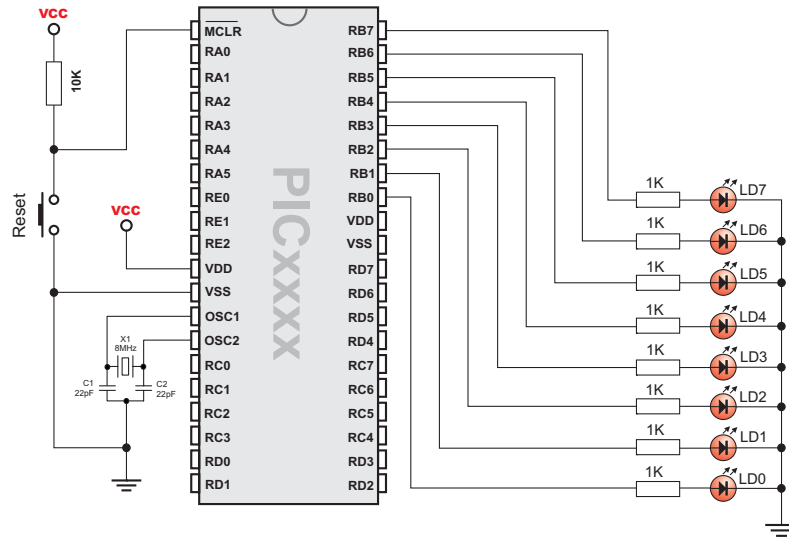 VCC
10K
Reset
VCC
X1
8MHz
C1
22pF
C2
22pF
MCLR
RA0
RA1
RA2
RA3
RA4
RA5
RE0
RE1
RE2
VDD
VSS
OSC1
OSC2
RC0
RC1
RC2
RC3
RD0
RD1
PICxxxx
RB7
RB6
RB5
RB4
RB3
RB2
RB1
RB0
VDD
VSS
RD7
RD6
RD5
RD4
RC7
RC6
RC5
RC4
RD3
RD2
1K LD7
1K LD6
1K LD5
1K LD4
1K LD3
1K LD2
1K LD1
1K LD0